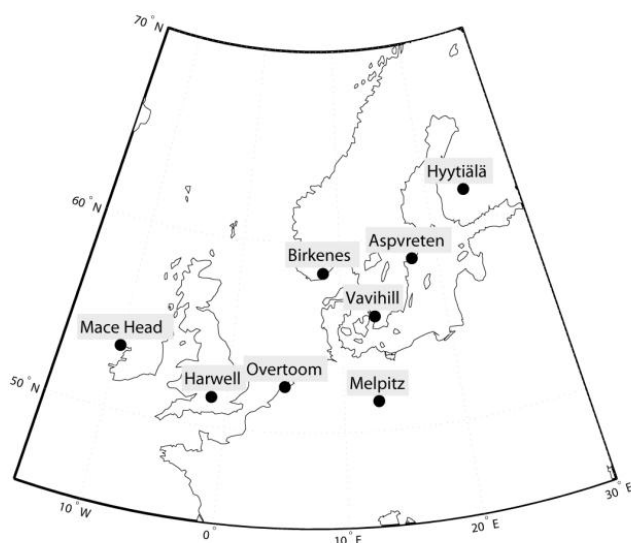 70°N
Hyytiälä
60°N
Aspvreten
Birkenes
Vavihill
Mace Head
Overtoom
Harwell
Melpitz
50°N
10°W
0°
10°E
20°E
30°E